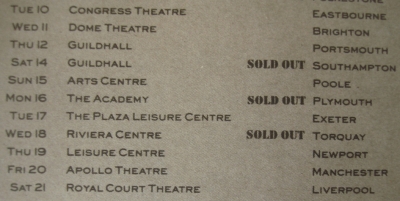 TUE 10 CONGRESS THEATRE EASTBOURNE
WED 11 DOME THEATRE BRIGHTON
THU 12 GUILDHALL PORTSMOUTH
SAT 14 GUILDHALL SOLD OUT SOUTHAMPTON
SUN 15 ARTS CENTRE POOLE
MON 16 THE ACADEMY SOLD OUT PLYMOUTH
TUE 17 THE PLAZA LEISURE CENTRE EXETER
WED 18 RIVIERA CENTRE SOLD OUT TORQUAY
THU 19 LEISURE CENTRE NEWPORT
FRI 20 APOLLO THEATRE MANCHESTER
SAT 21 ROYAL COURT THEATRE LIVERPOOL